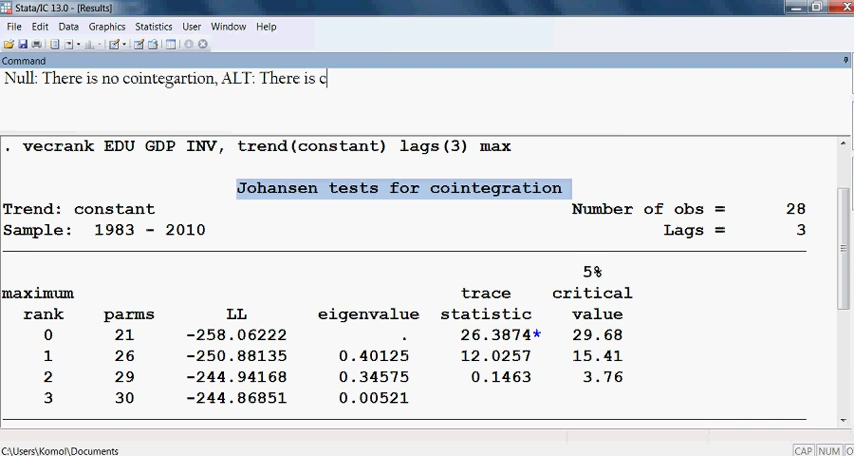 Stata/IC 13.0 - [Results]
File Edit Data Graphics Statistics User Window Help
Command
Null: There is no cointegartion, ALT: There is c
. vecrank EDU GDP INV, trend(constant) lags(3) max
Johansen tests for cointegration
Trend: constant Number of obs = 28
Sample: 1983 - 2010 Lags = 3
5%
maximum trace critical
rank parms LL eigenvalue statistic value
0 21 -258.06222 . 26.3874* 29.68
1 26 -250.88135 0.40125 12.0257 15.41
2 29 -244.94168 0.34575 0.1463 3.76
3 30 -244.86851 0.00521
C:\Users\Komol\Documents CAP NUM O